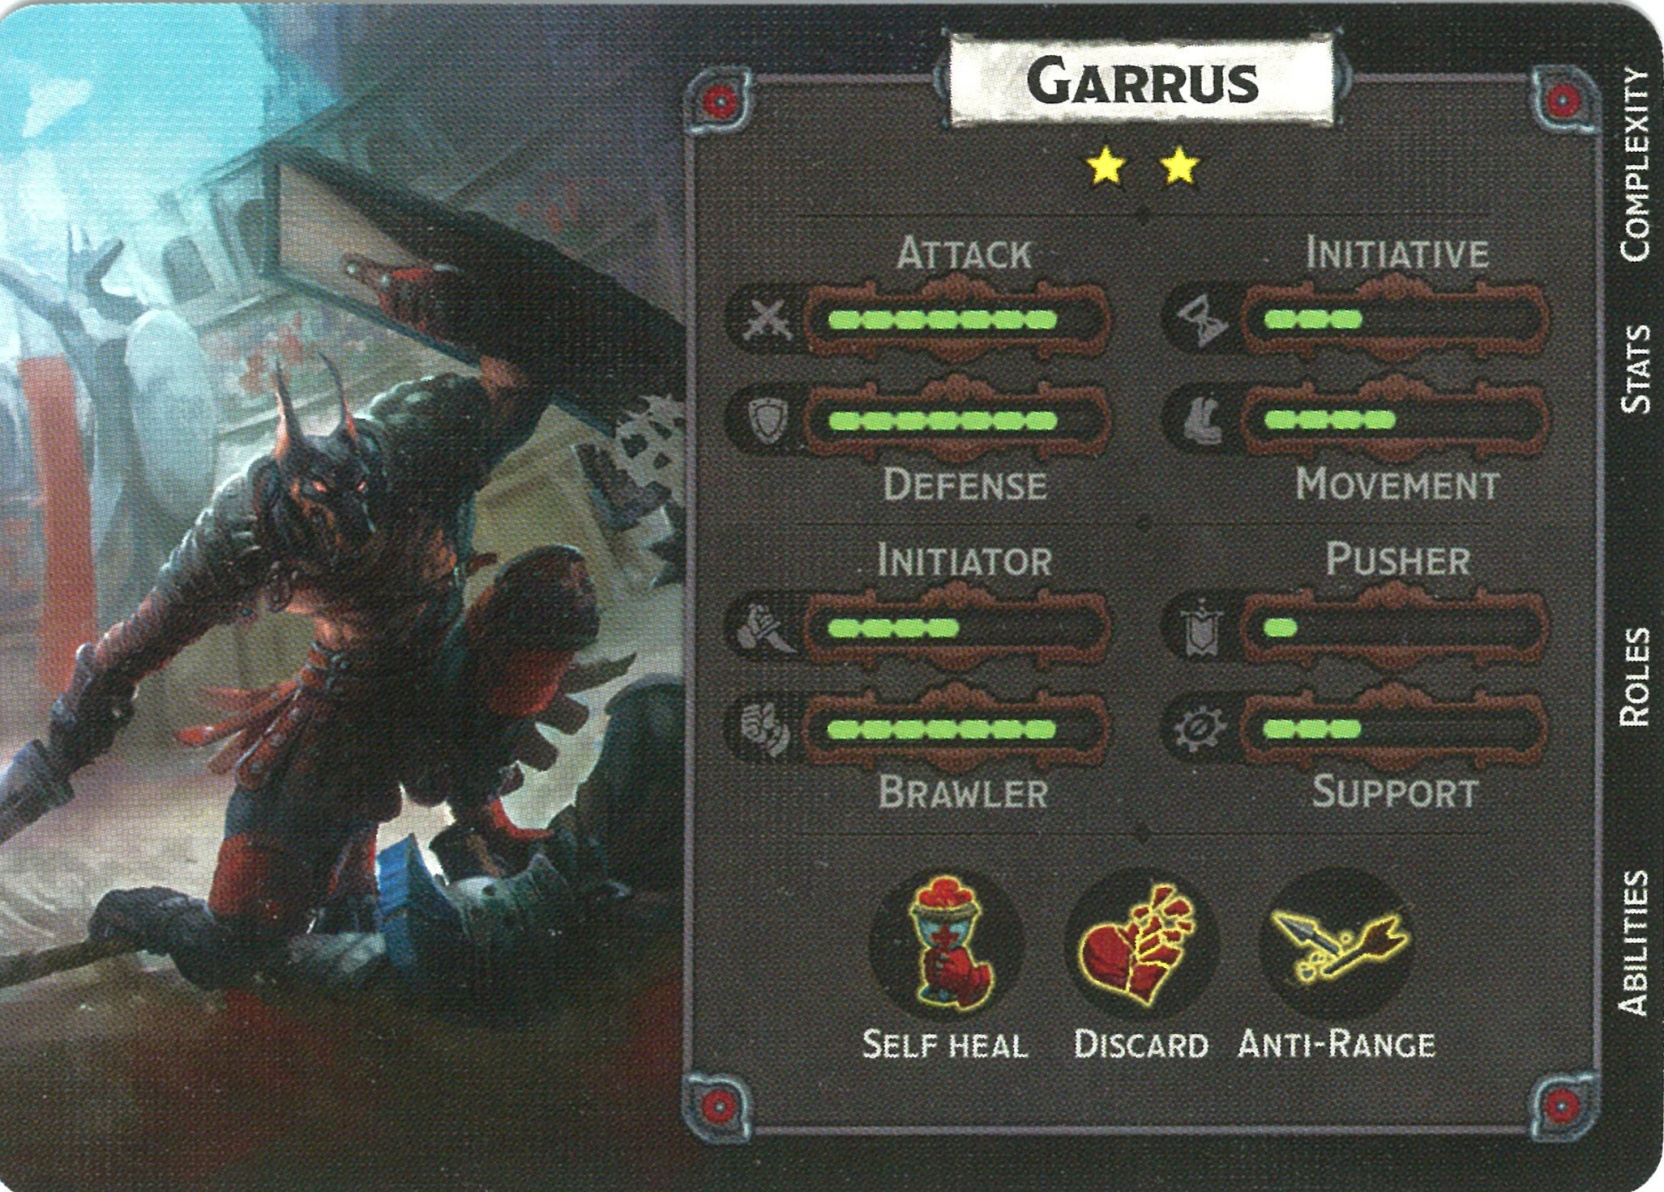 GARRUS
COMPLEXITY
ATTACK
INITIATIVE
DEFENSE
MOVEMENT
STATS
INITIATOR
PUSHER
BRAWLER
SUPPORT
ROLES
SELF HEAL
DISCARD
ANTI-RANGE
ABILITIES